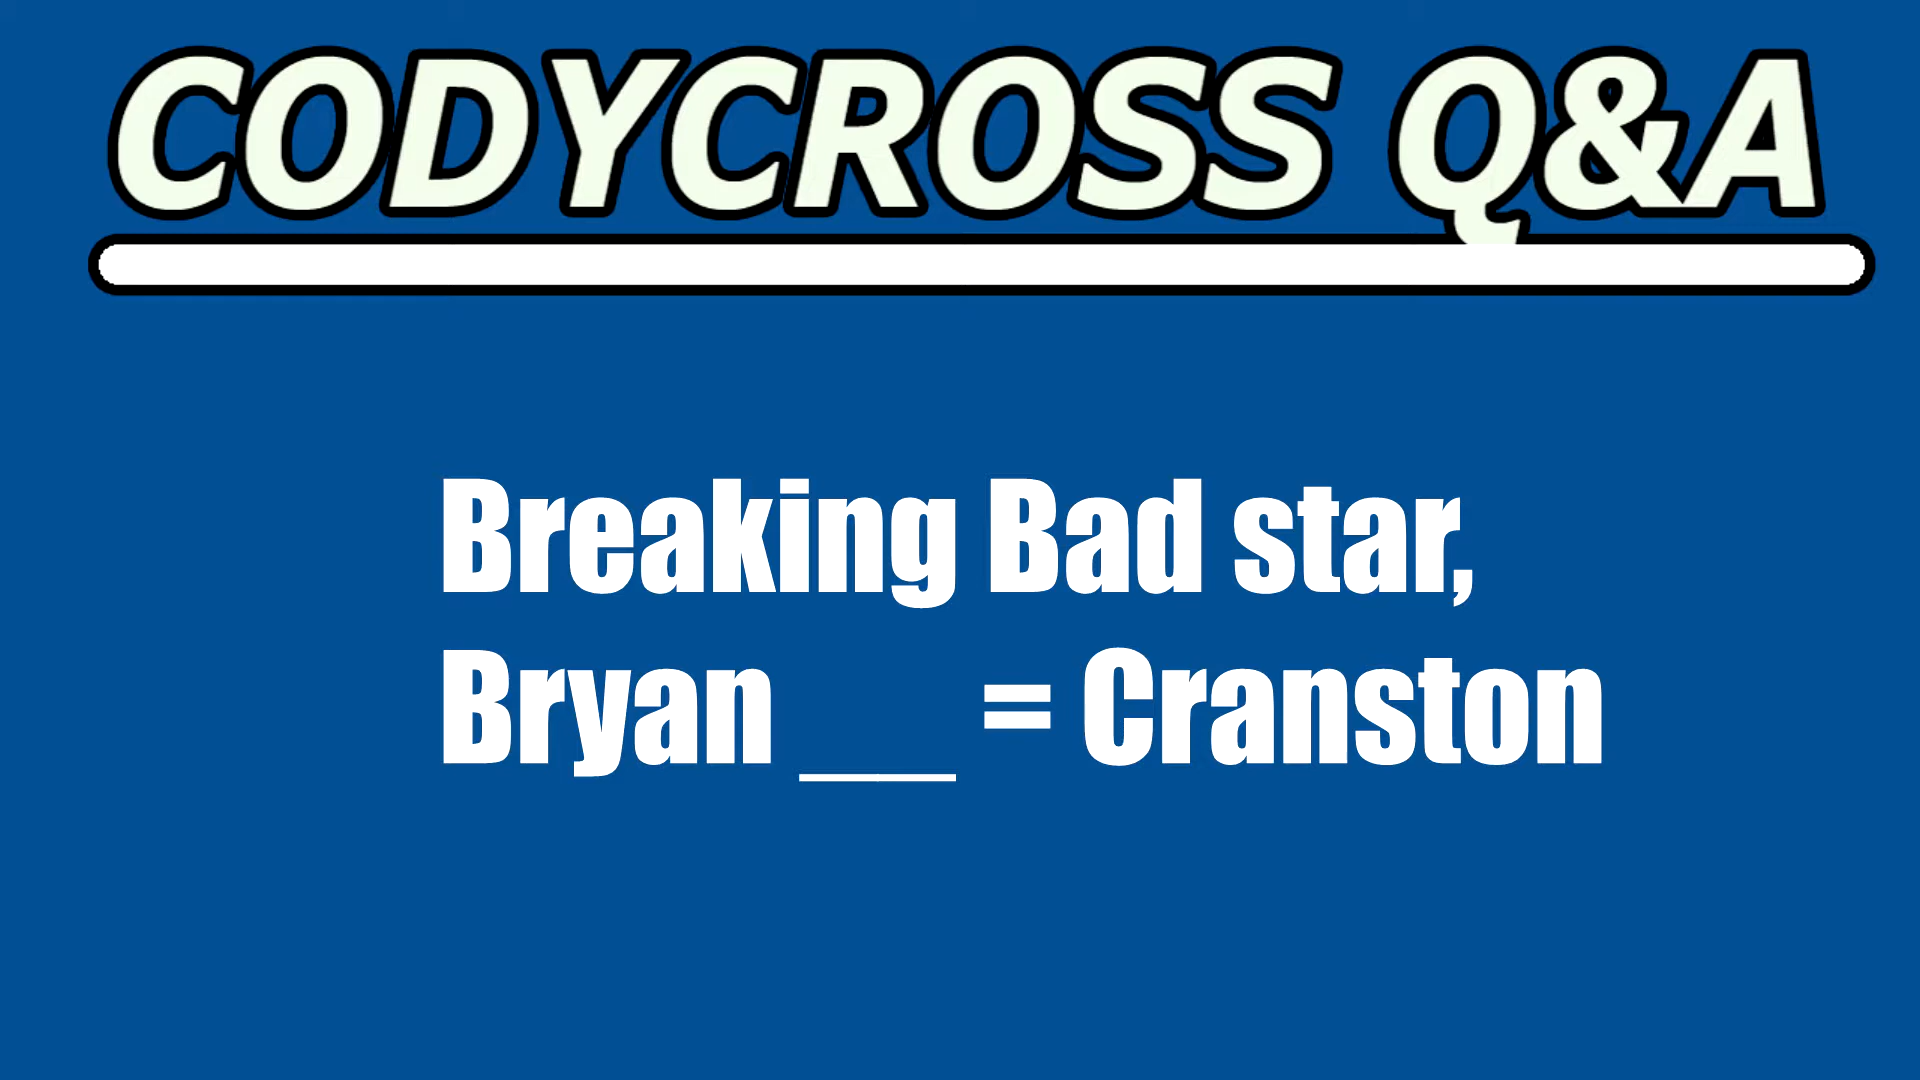 CODYCROSS Q&A
Breaking Bad star,
Bryan __ = Cranston